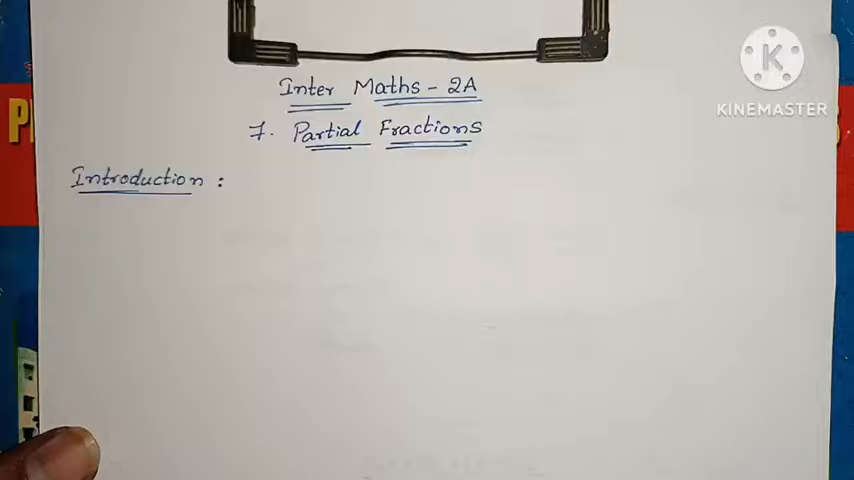 Inter Maths - 2A
7. Partial Fractions
Introduction :
KINEMASTER